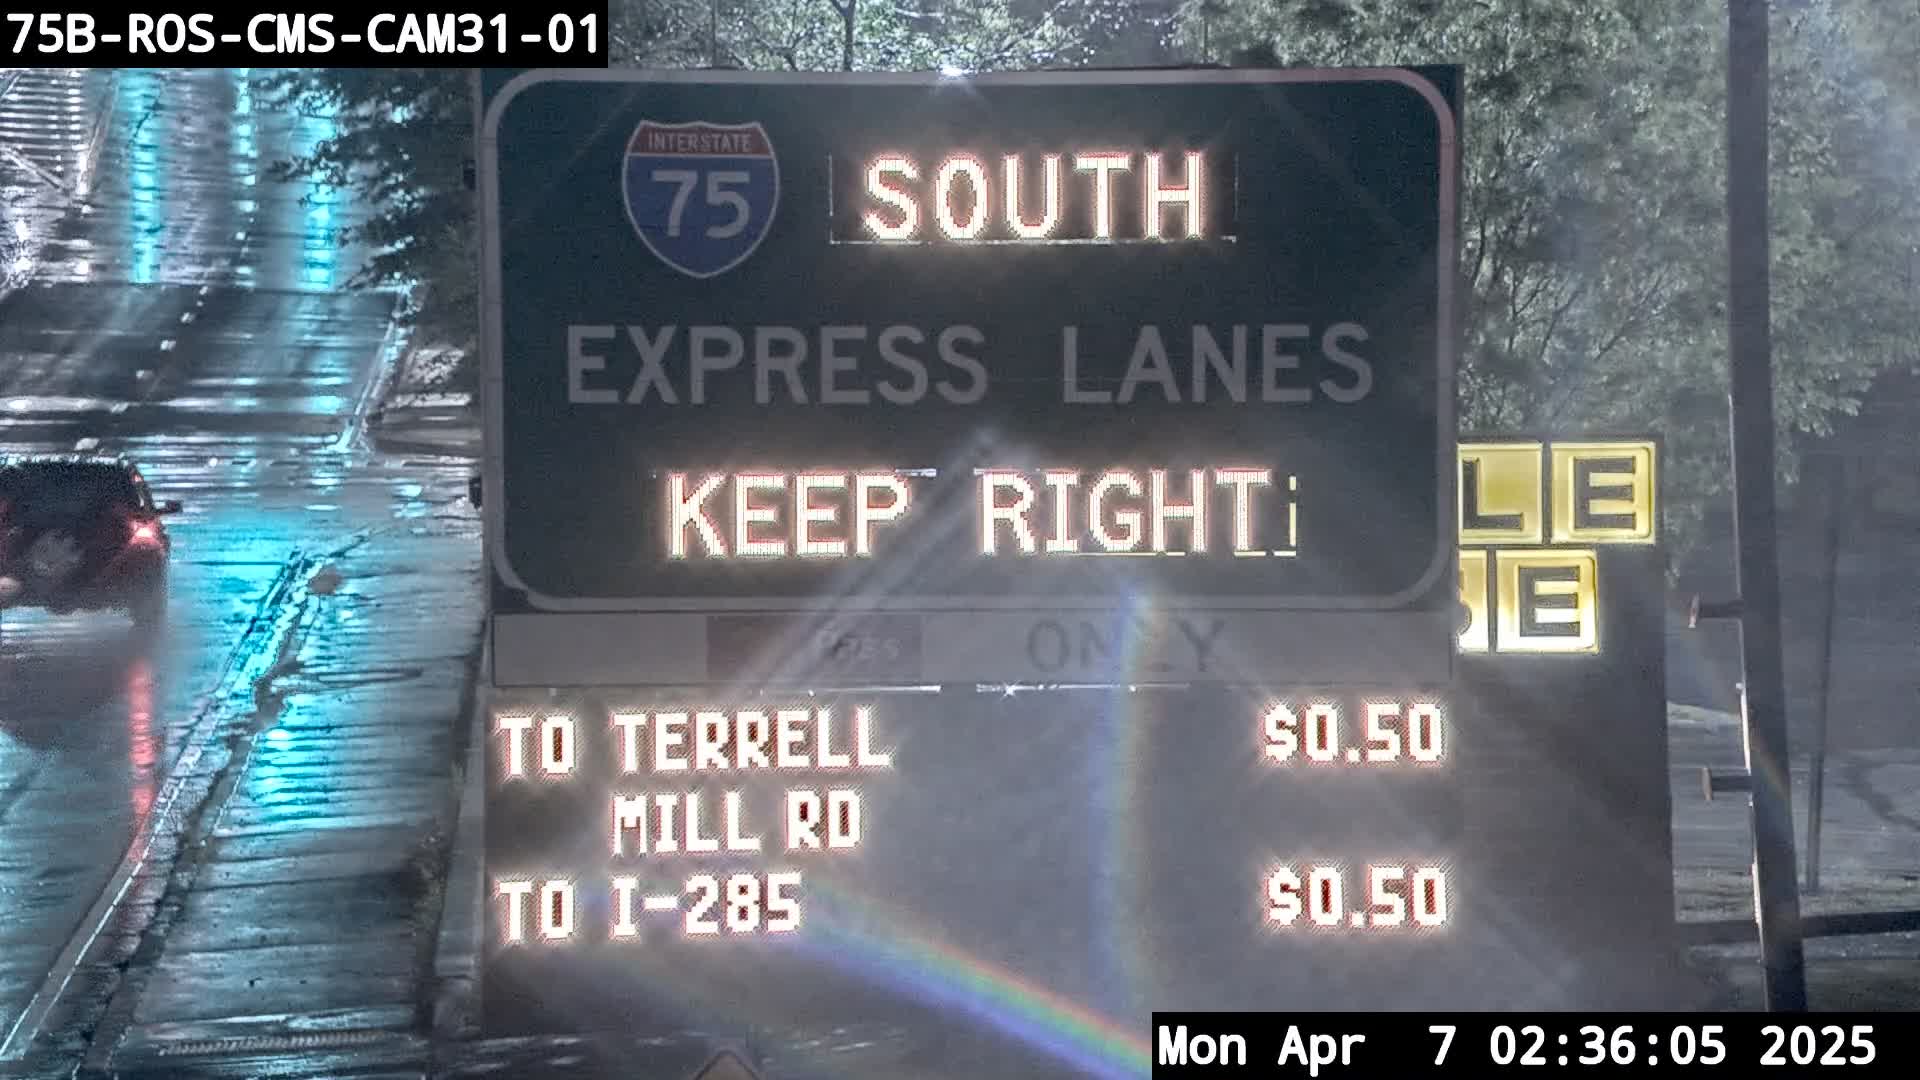 75B-ROS-CMS-CAM31-01
INTERSTATE
75
SOUTH
EXPRESS LANES
KEEP RIGHT
ONLY
TO TERRELL $0.50
MILL RD
TO I-285 $0.50
LE
E
Mon Apr 7 02:36:05 2025